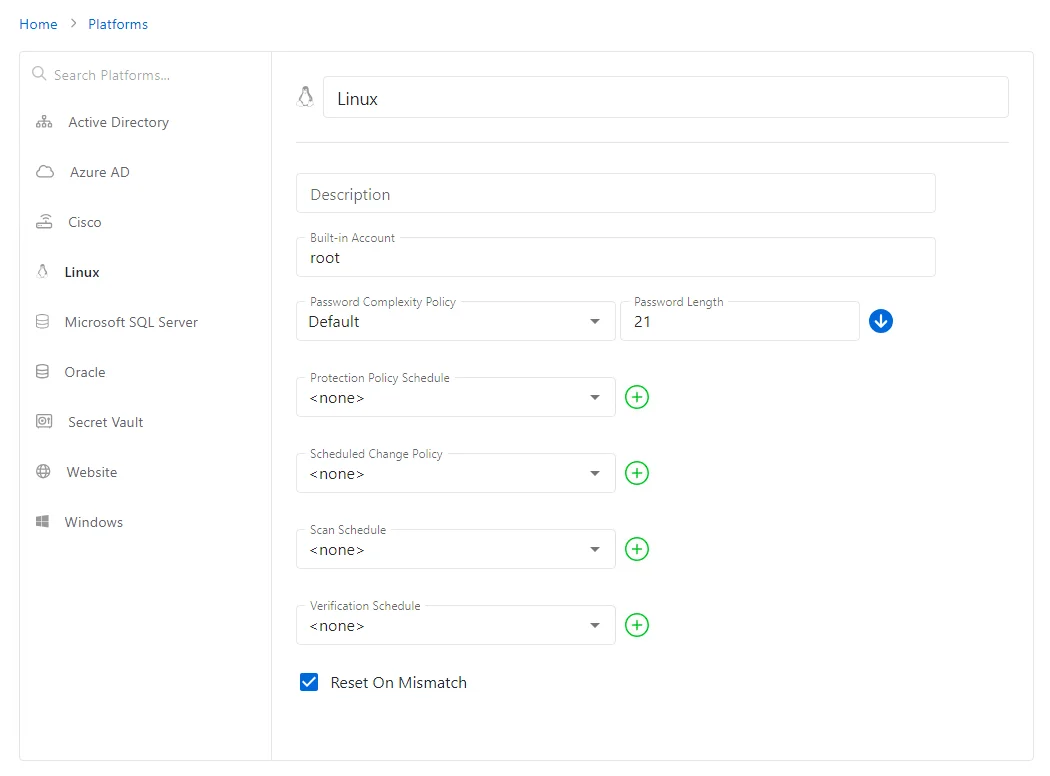 Home > Platforms
Search Platforms...
Active Directory
Azure AD
Cisco
Linux
Microsoft SQL Server
Oracle
Secret Vault
Website
Windows
Linux
Description
Built-in Account
root
Password Complexity Policy
Default
Password Length
21
Protection Policy Schedule
<none>
Scheduled Change Policy
<none>
Scan Schedule
<none>
Verification Schedule
<none>
Reset On Mismatch